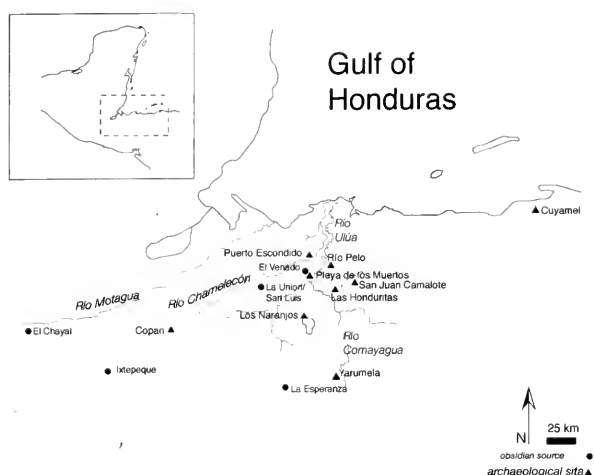 Gulf of
Honduras
Cuyamel
Río
Ulúa
Puerto Escondido
Río Pelo
El Venado
Playa de los Muertos
San Juan Camalote
La Union/
San Luis
Las Honduritas
Río Motagua
Río Chamelecón
Los Naranjos
El Chayal
Copan
Río
Comayagua
Ixtepeque
Yarumela
La Esperanza
N
25 km
obsidian source
archaeological site